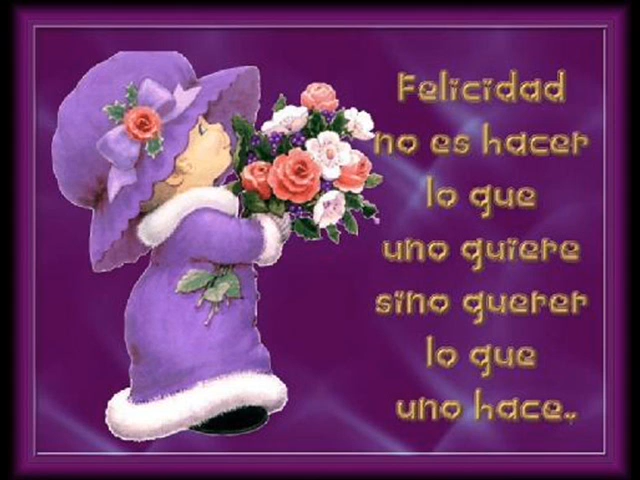 Felicidad
no es hacer
lo que
uno quiere
sino querer
lo que
uno hace..